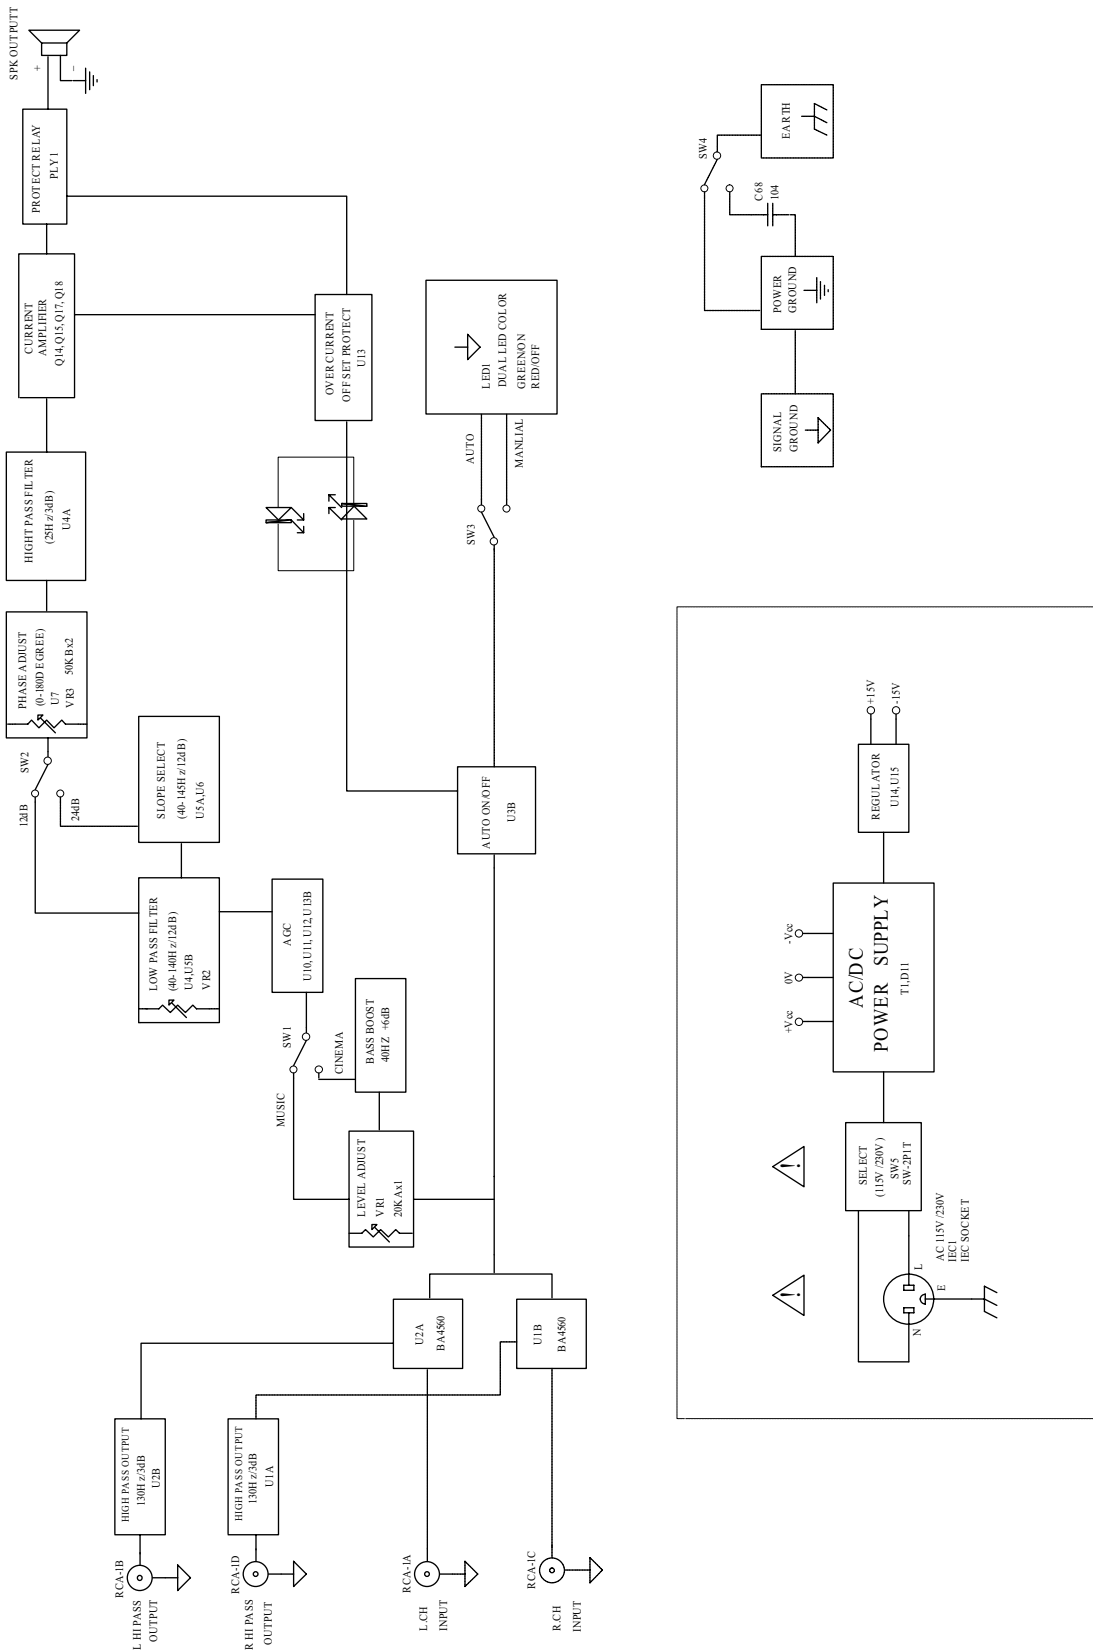 SPK OUTPUTT
+
−
PROTECT RELAY
PLY1
CURRENT
AMPLIFIER
Q14,Q15,Q17,Q18
HIGHT PASS FILTER
(25Hz/3dB)
U4A
PHASE ADJUST
(0-180DEGREE)
U7
VR3 50KBx2
SW2
12dB
24dB
SLOPE SELECT
(40-145Hz/12dB)
U5A,U6
LOW PASS FILTER
(40-140Hz/12dB)
U4,U5B
VR2
AGC
U10,U11,U12,U13B
SW1
MUSIC
CINEMA
BASS BOOST
40HZ +6dB
LEVEL ADJUST
VR1
20KAx1
OVERCURRENT
OFFSET PROTECT
U13
LED1
DUAL LED COLOR
GREEN/ON
RED/OFF
AUTO
MANLIAL
SW3
AUTO ON/OFF
U3B
U2A
BA4560
U1B
BA4560
HIGH PASS OUTPUT
130Hz/3dB
U2B
HIGH PASS OUTPUT
130Hz/3dB
U1A
RCA-1B
L HI PASS
OUTPUT
RCA-1D
R HI PASS
OUTPUT
RCA-1A
L.CH
INPUT
RCA-1C
R.CH
INPUT
EARTH
SW4
C68
104
POWER
GROUND
SIGNAL
GROUND
+15V
-15V
REGULATOR
U14,U15
-Vcc
0V
+Vcc
AC/DC
POWER SUPPLY
T1,D11
SELECT
(115V/230V)
SW5
SW-2P1T
!
!
AC 115V/230V
IEC1
IEC SOCKET
L
E
N